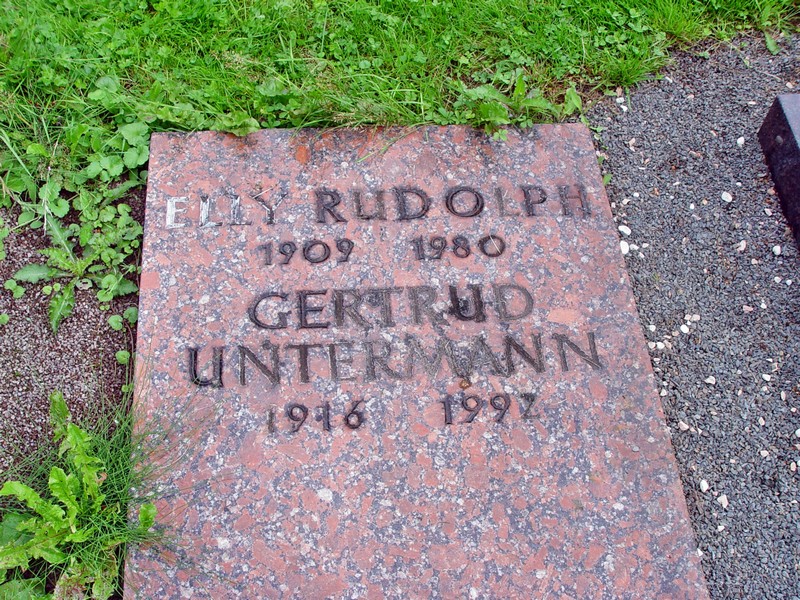 ELLY RUDOLPH
1909 1980
GERTRUD
UNTERMANN
1916 1992